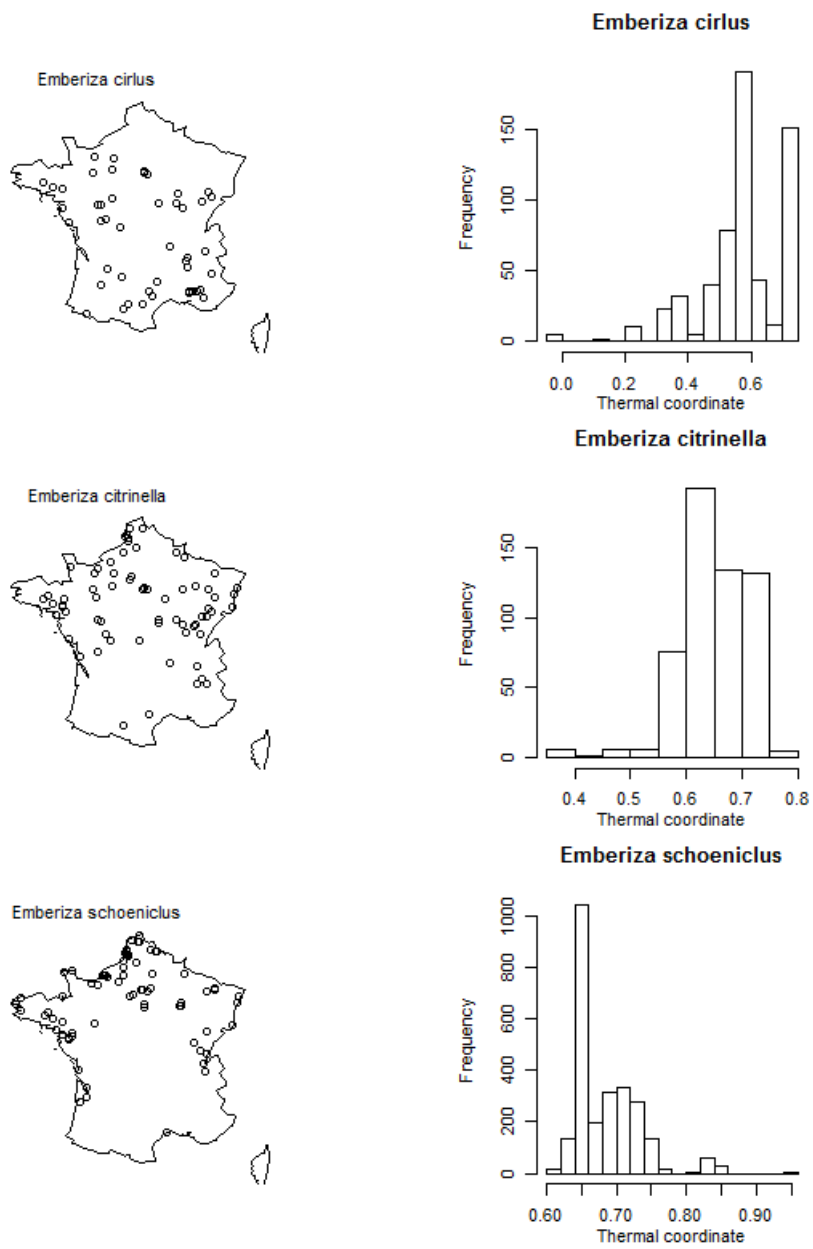 Emberiza cirlus
Emberiza cirlus
Frequency
0
50
100
150
0.0 0.2 0.4 0.6
Thermal coordinate
Emberiza citrinella
Emberiza citrinella
Frequency
0
50
100
150
0.4 0.5 0.6 0.7 0.8
Thermal coordinate
Emberiza schoeniclus
Emberiza schoeniclus
Frequency
0
200
400
600
800
1000
0.60 0.70 0.80 0.90
Thermal coordinate